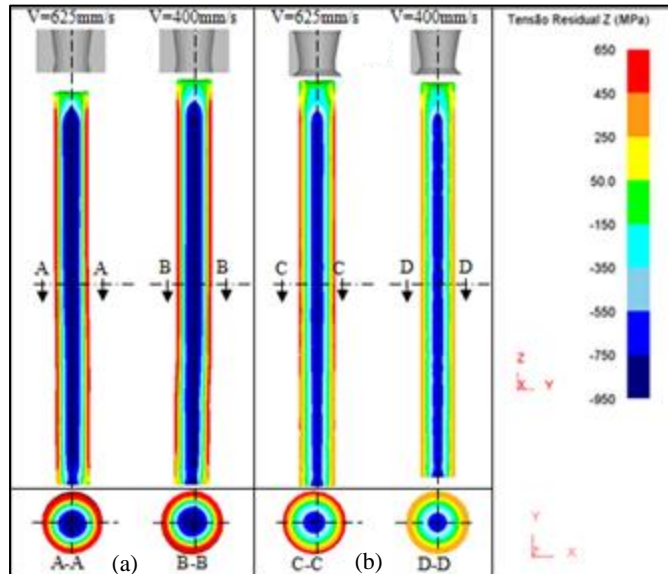 V=625mm/s V=400mm/s V=625mm/s V=400mm/s
Tensão Residual Z (MPa)
650
450
250
50.0
-150
-350
-550
-750
-950
A A B B C C D D
Z
X Y
Y
Z X
A-A (a) B-B C-C (b) D-D